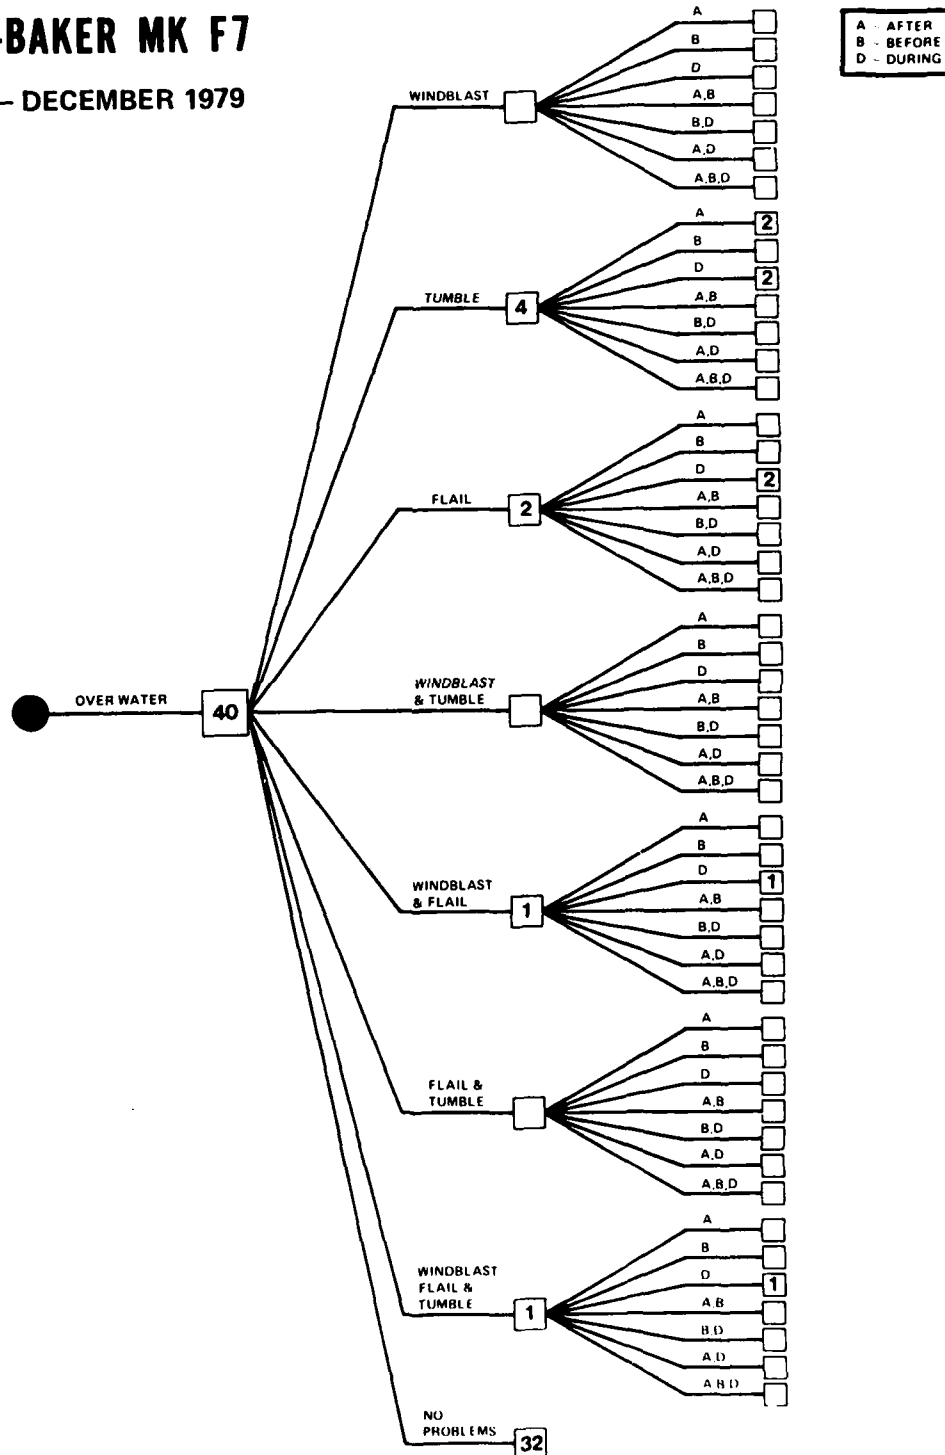 -BAKER MK F7
– DECEMBER 1979
A - AFTER
B - BEFORE
D - DURING
WINDBLAST
A
B
D
A,B
B,D
A,D
A,B,D
TUMBLE
4
A
2
B
D
2
A,B
B,D
A,D
A,B,D
FLAIL
2
A
B
D
2
A,B
B,D
A,D
A,B,D
OVER WATER
40
WINDBLAST
& TUMBLE
A
B
D
A,B
B,D
A,D
A,B,D
WINDBLAST
& FLAIL
1
A
B
D
1
A,B
B,D
A,D
A,B,D
FLAIL &
TUMBLE
A
B
D
A,B
B,D
A,D
A,B,D
WINDBLAST
FLAIL &
TUMBLE
1
A
B
D
1
A,B
B,D
A,D
A,B,D
NO
PROBLEMS
32